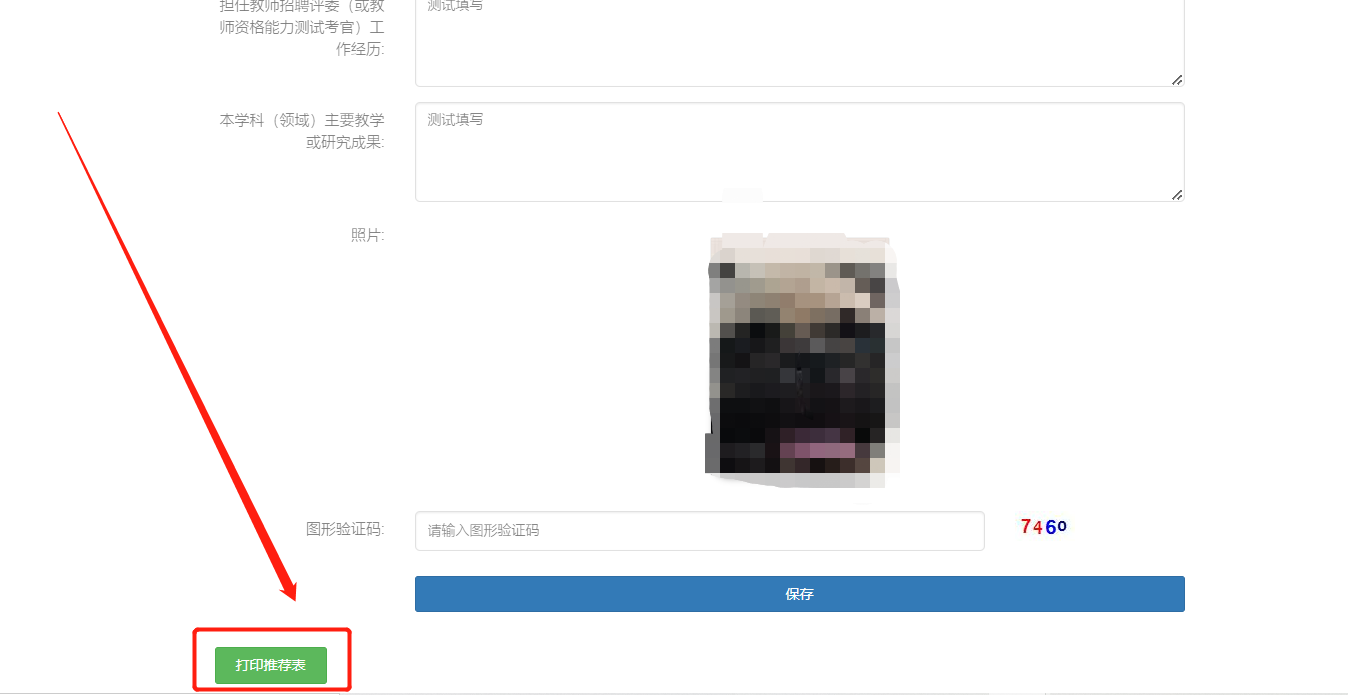 担任教师招聘评委（或教
师资格能力测试考官）工
作经历:
测试填写
本学科（领域）主要教学
或研究成果:
测试填写
照片:
图形验证码:
请输入图形验证码
7460
保存
打印推荐表